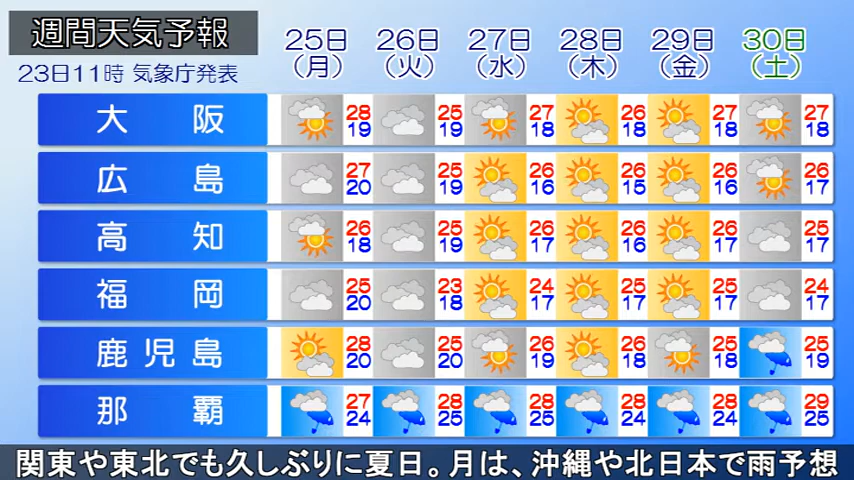 週間天気予報
23日11時 気象庁発表
25日 26日 27日 28日 29日 30日
(月) (火) (水) (木) (金) (土)
大阪 28 19 25 19 27 18 26 18 27 18 27 18
広島 27 20 25 19 26 16 26 15 26 16 26 17
高知 26 18 25 19 26 17 26 16 26 17 25 17
福岡 25 20 23 18 24 17 25 17 25 17 24 17
鹿児島 28 20 25 20 26 19 26 18 25 18 25 19
那覇 27 24 28 25 28 25 28 24 28 24 29 25
関東や東北でも久しぶりに夏日。月は、沖縄や北日本で雨予想